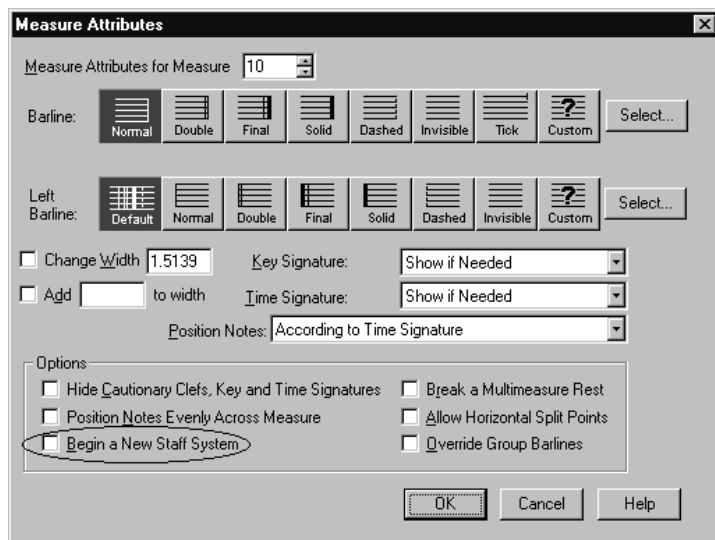 Measure Attributes
Measure Attributes for Measure 10
Barline: Normal Double Final Solid Dashed Invisible Tick Custom Select...
Left Barline: Default Normal Double Final Solid Dashed Invisible Custom Select...
Change Width 1.5139 Key Signature: Show if Needed
Add to width Time Signature: Show if Needed
Position Notes: According to Time Signature
Options
Hide Cautionary Clefs, Key and Time Signatures Break a Multimeasure Rest
Position Notes Evenly Across Measure Allow Horizontal Split Points
Begin a New Staff System Override Group Barlines
OK Cancel Help